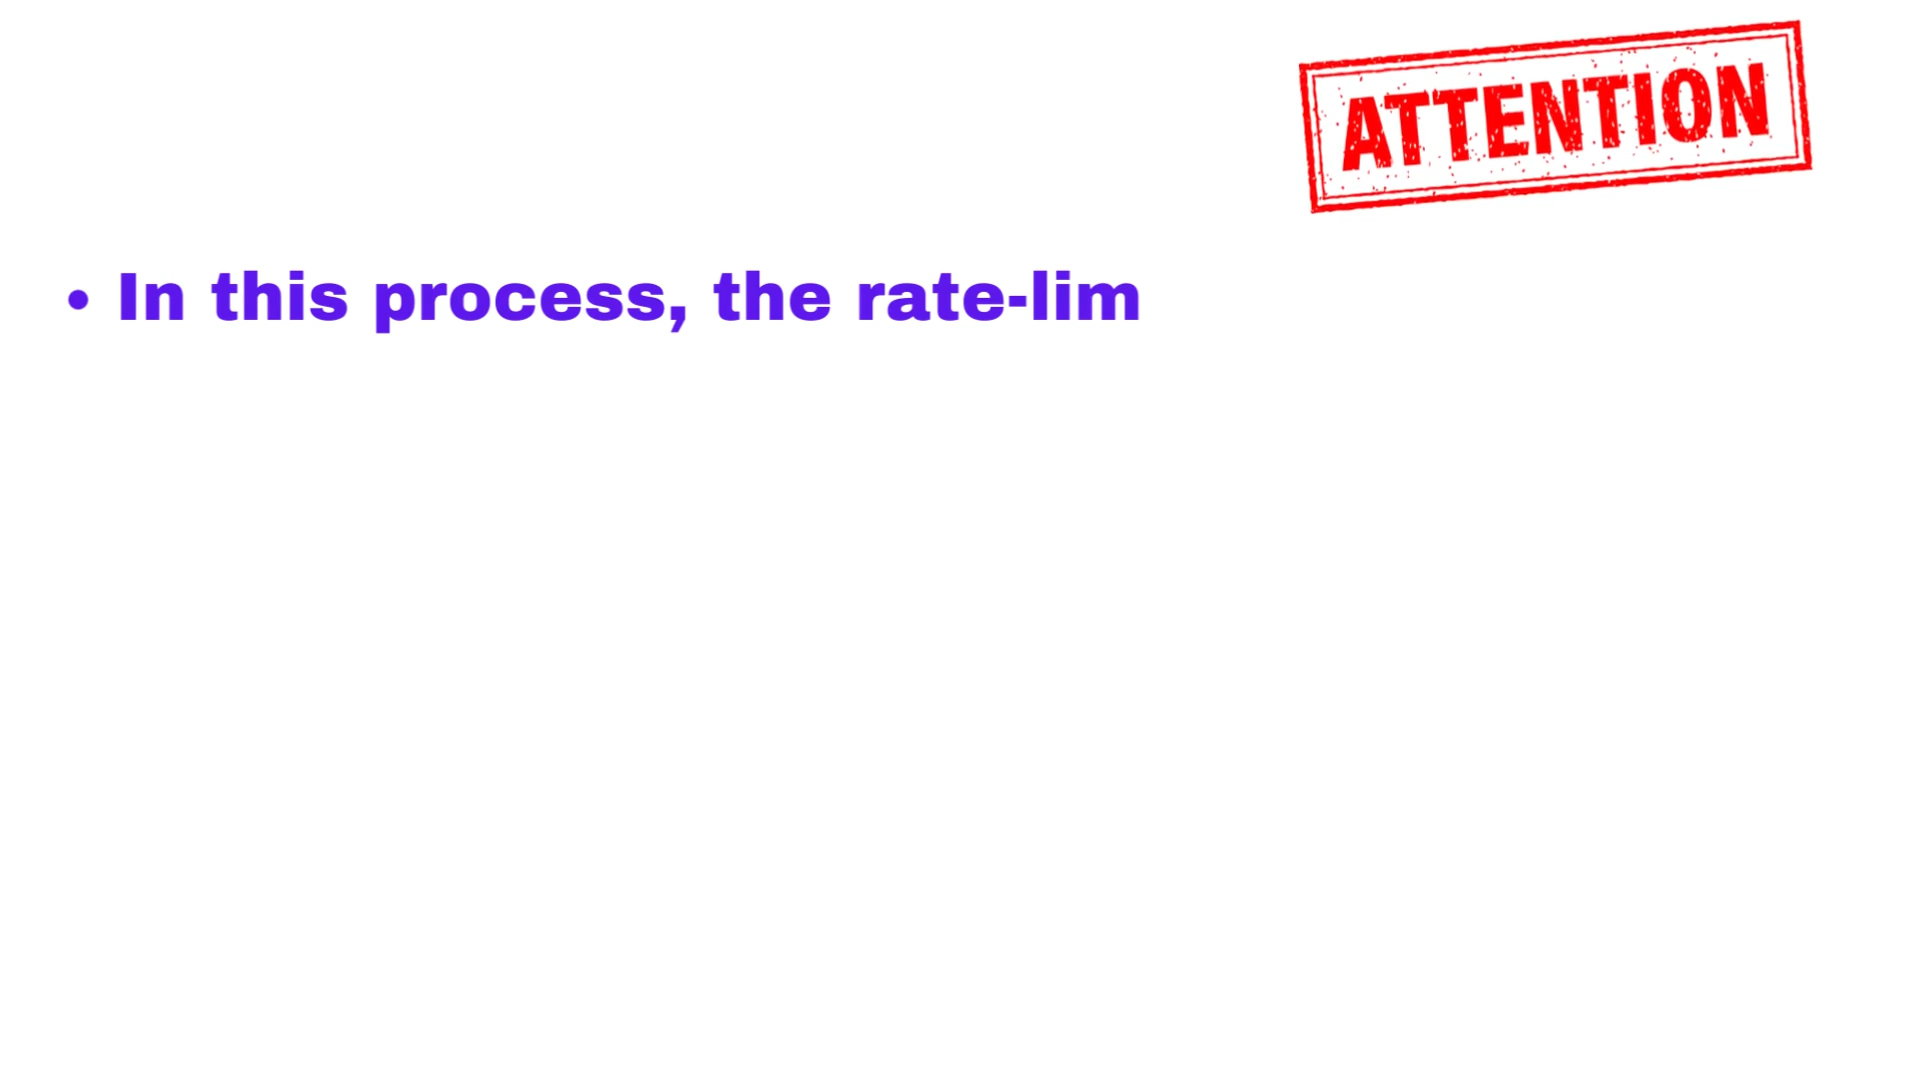 ATTENTION
• In this process, the rate-lim